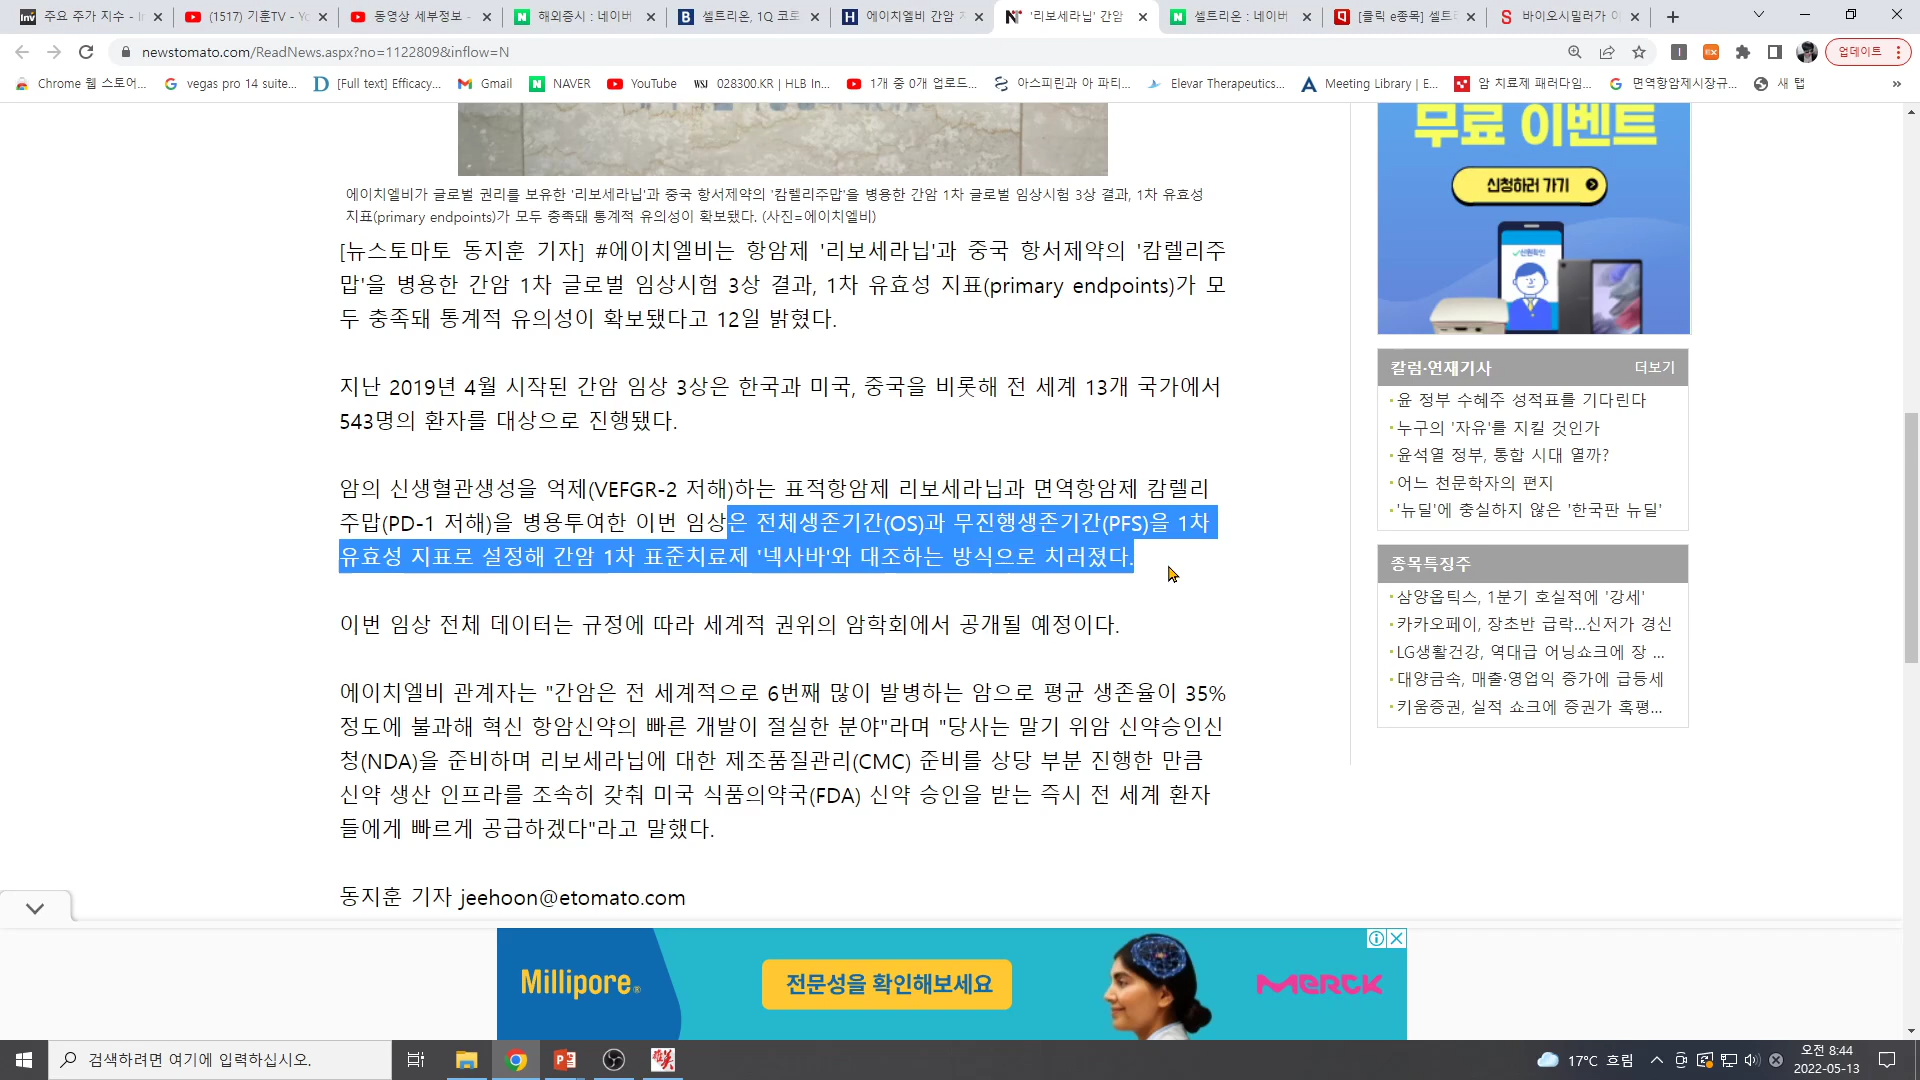 주요 주가 지수 - In
(1517) 기훈TV - Yo
동영상 세부정보 -
해외증시 : 네이버
셀트리온, 1Q 코로
에이치엘비 간암
'리보세라닙' 간암
셀트리온 : 네이버
[클릭 e종목] 셀트
바이오시밀러가
newstomato.com/ReadNews.aspx?no=1122809&inflow=N
업데이트
Chrome 웹 스토어...
vegas pro 14 suite...
[Full text] Efficacy...
Gmail
NAVER
YouTube
WSJ 028300.KR | HLB In...
1개 중 0개 업로드...
아스피린과 아 파티...
Elevar Therapeutics...
Meeting Library | E...
암 치료제 패러다임...
면역항암제시장규...
새 탭
에이치엘비가 글로벌 권리를 보유한 '리보세라닙'과 중국 항서제약의 '캄렐리주맙'을 병용한 간암 1차 글로벌 임상시험 3상 결과, 1차 유효성
지표(primary endpoints)가 모두 충족돼 통계적 유의성이 확보됐다. (사진=에이치엘비)
[뉴스토마토 동지훈 기자] #에이치엘비는 항암제 '리보세라닙'과 중국 항서제약의 '캄렐리주
맙'을 병용한 간암 1차 글로벌 임상시험 3상 결과, 1차 유효성 지표(primary endpoints)가 모
두 충족돼 통계적 유의성이 확보됐다고 12일 밝혔다.
지난 2019년 4월 시작된 간암 임상 3상은 한국과 미국, 중국을 비롯해 전 세계 13개 국가에서
543명의 환자를 대상으로 진행됐다.
암의 신생혈관생성을 억제(VEFGR-2 저해)하는 표적항암제 리보세라닙과 면역항암제 캄렐리
주맙(PD-1 저해)을 병용투여한 이번 임상은 전체생존기간(OS)과 무진행생존기간(PFS)을 1차
유효성 지표로 설정해 간암 1차 표준치료제 '넥사바'와 대조하는 방식으로 치러졌다.
이번 임상 전체 데이터는 규정에 따라 세계적 권위의 암학회에서 공개될 예정이다.
에이치엘비 관계자는 "간암은 전 세계적으로 6번째 많이 발병하는 암으로 평균 생존율이 35%
정도에 불과해 혁신 항암신약의 빠른 개발이 절실한 분야"라며 "당사는 말기 위암 신약승인신
청(NDA)을 준비하며 리보세라닙에 대한 제조품질관리(CMC) 준비를 상당 부분 진행한 만큼
신약 생산 인프라를 조속히 갖춰 미국 식품의약국(FDA) 신약 승인을 받는 즉시 전 세계 환자
들에게 빠르게 공급하겠다"라고 말했다.
동지훈 기자 jeehoon@etomato.com
무료 이벤트
신청하러 가기
신원확인
칼럼·연재기사 더보기
윤 정부 수혜주 성적표를 기다린다
누구의 '자유'를 지킬 것인가
윤석열 정부, 통합 시대 열까?
어느 천문학자의 편지
'뉴딜'에 충실하지 않은 '한국판 뉴딜'
종목특징주
삼양옵틱스, 1분기 호실적에 '강세'
카카오페이, 장초반 급락...신저가 경신
LG생활건강, 역대급 어닝쇼크에 장 ...
대양금속, 매출·영업익 증가에 급등세
키움증권, 실적 쇼크에 증권가 혹평...
Millipore
전문성을 확인해보세요
MERCK
검색하려면 여기에 입력하십시오.
17°C 흐림
오전 8:44
2022-05-13